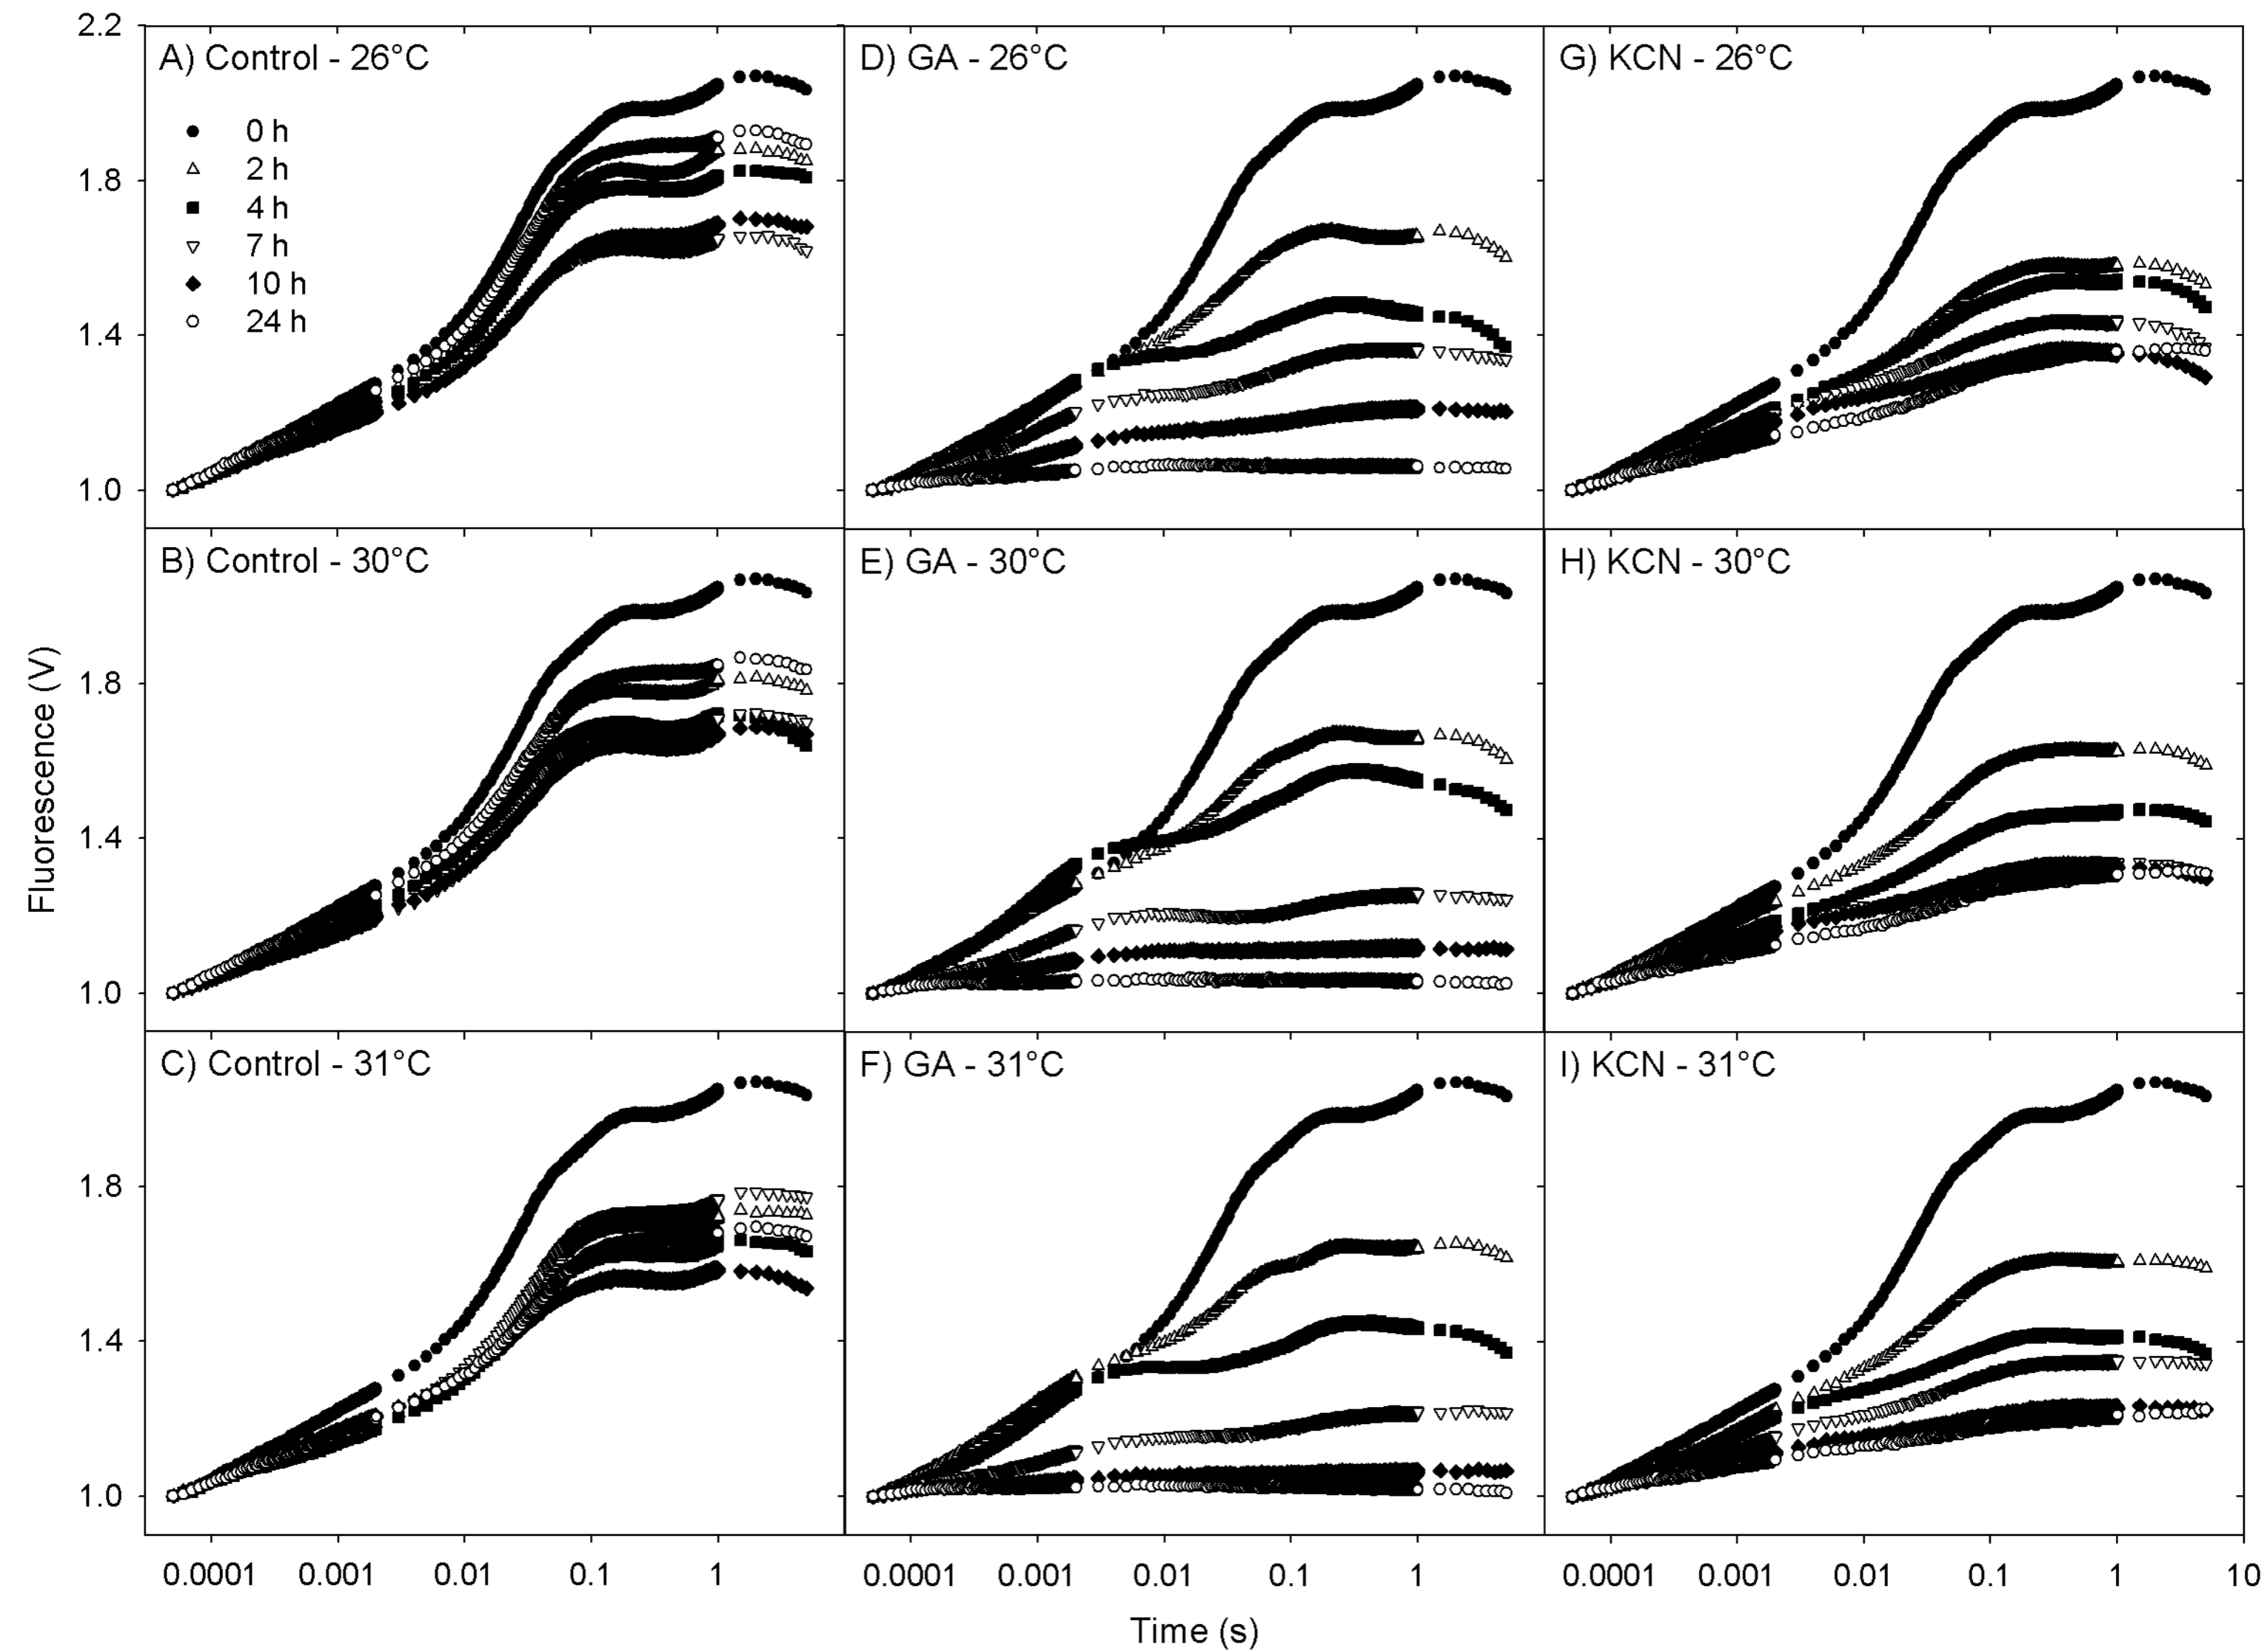 2.2
A) Control - 26°C
D) GA - 26°C
G) KCN - 26°C
0 h
2 h
4 h
7 h
10 h
24 h
1.8
1.4
1.0
B) Control - 30°C
E) GA - 30°C
H) KCN - 30°C
Fluorescence (V)
1.8
1.4
1.0
C) Control - 31°C
F) GA - 31°C
I) KCN - 31°C
1.8
1.4
1.0
0.0001 0.001 0.01 0.1 1 0.0001 0.001 0.01 0.1 1 0.0001 0.001 0.01 0.1 1 10
Time (s)